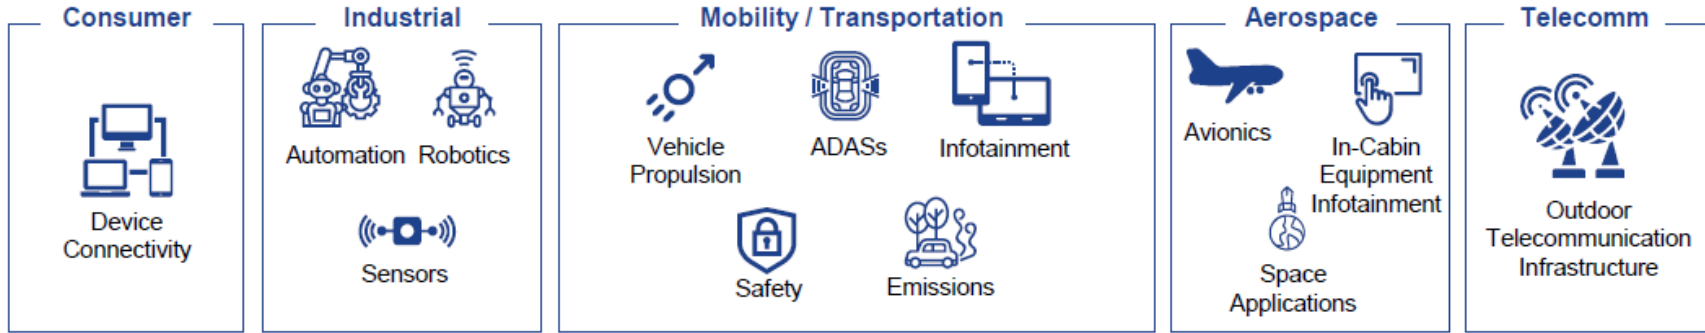 Consumer
Device
Connectivity
Industrial
Automation
Robotics
Sensors
Mobility / Transportation
Vehicle
Propulsion
ADASs
Infotainment
Safety
Emissions
Aerospace
Avionics
In-Cabin
Equipment
Infotainment
Space
Applications
Telecomm
Outdoor
Telecommunication
Infrastructure